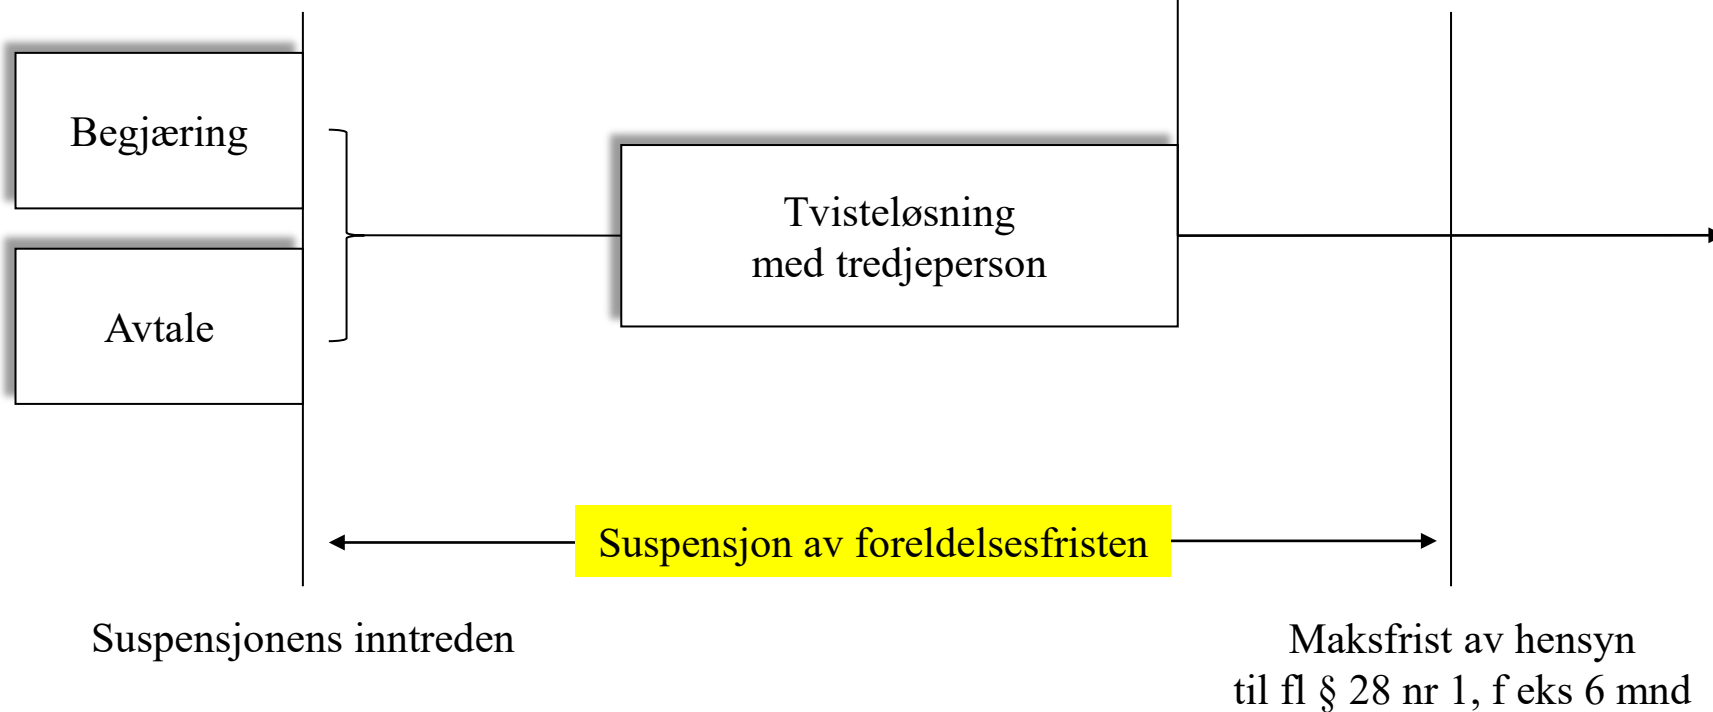 Begjæring
Tvisteløsning
med tredjeperson
Avtale
Suspensjon av foreldelsesfristen
Suspensjonens inntreden
Maksfrist av hensyn
til fl § 28 nr 1, f eks 6 mnd